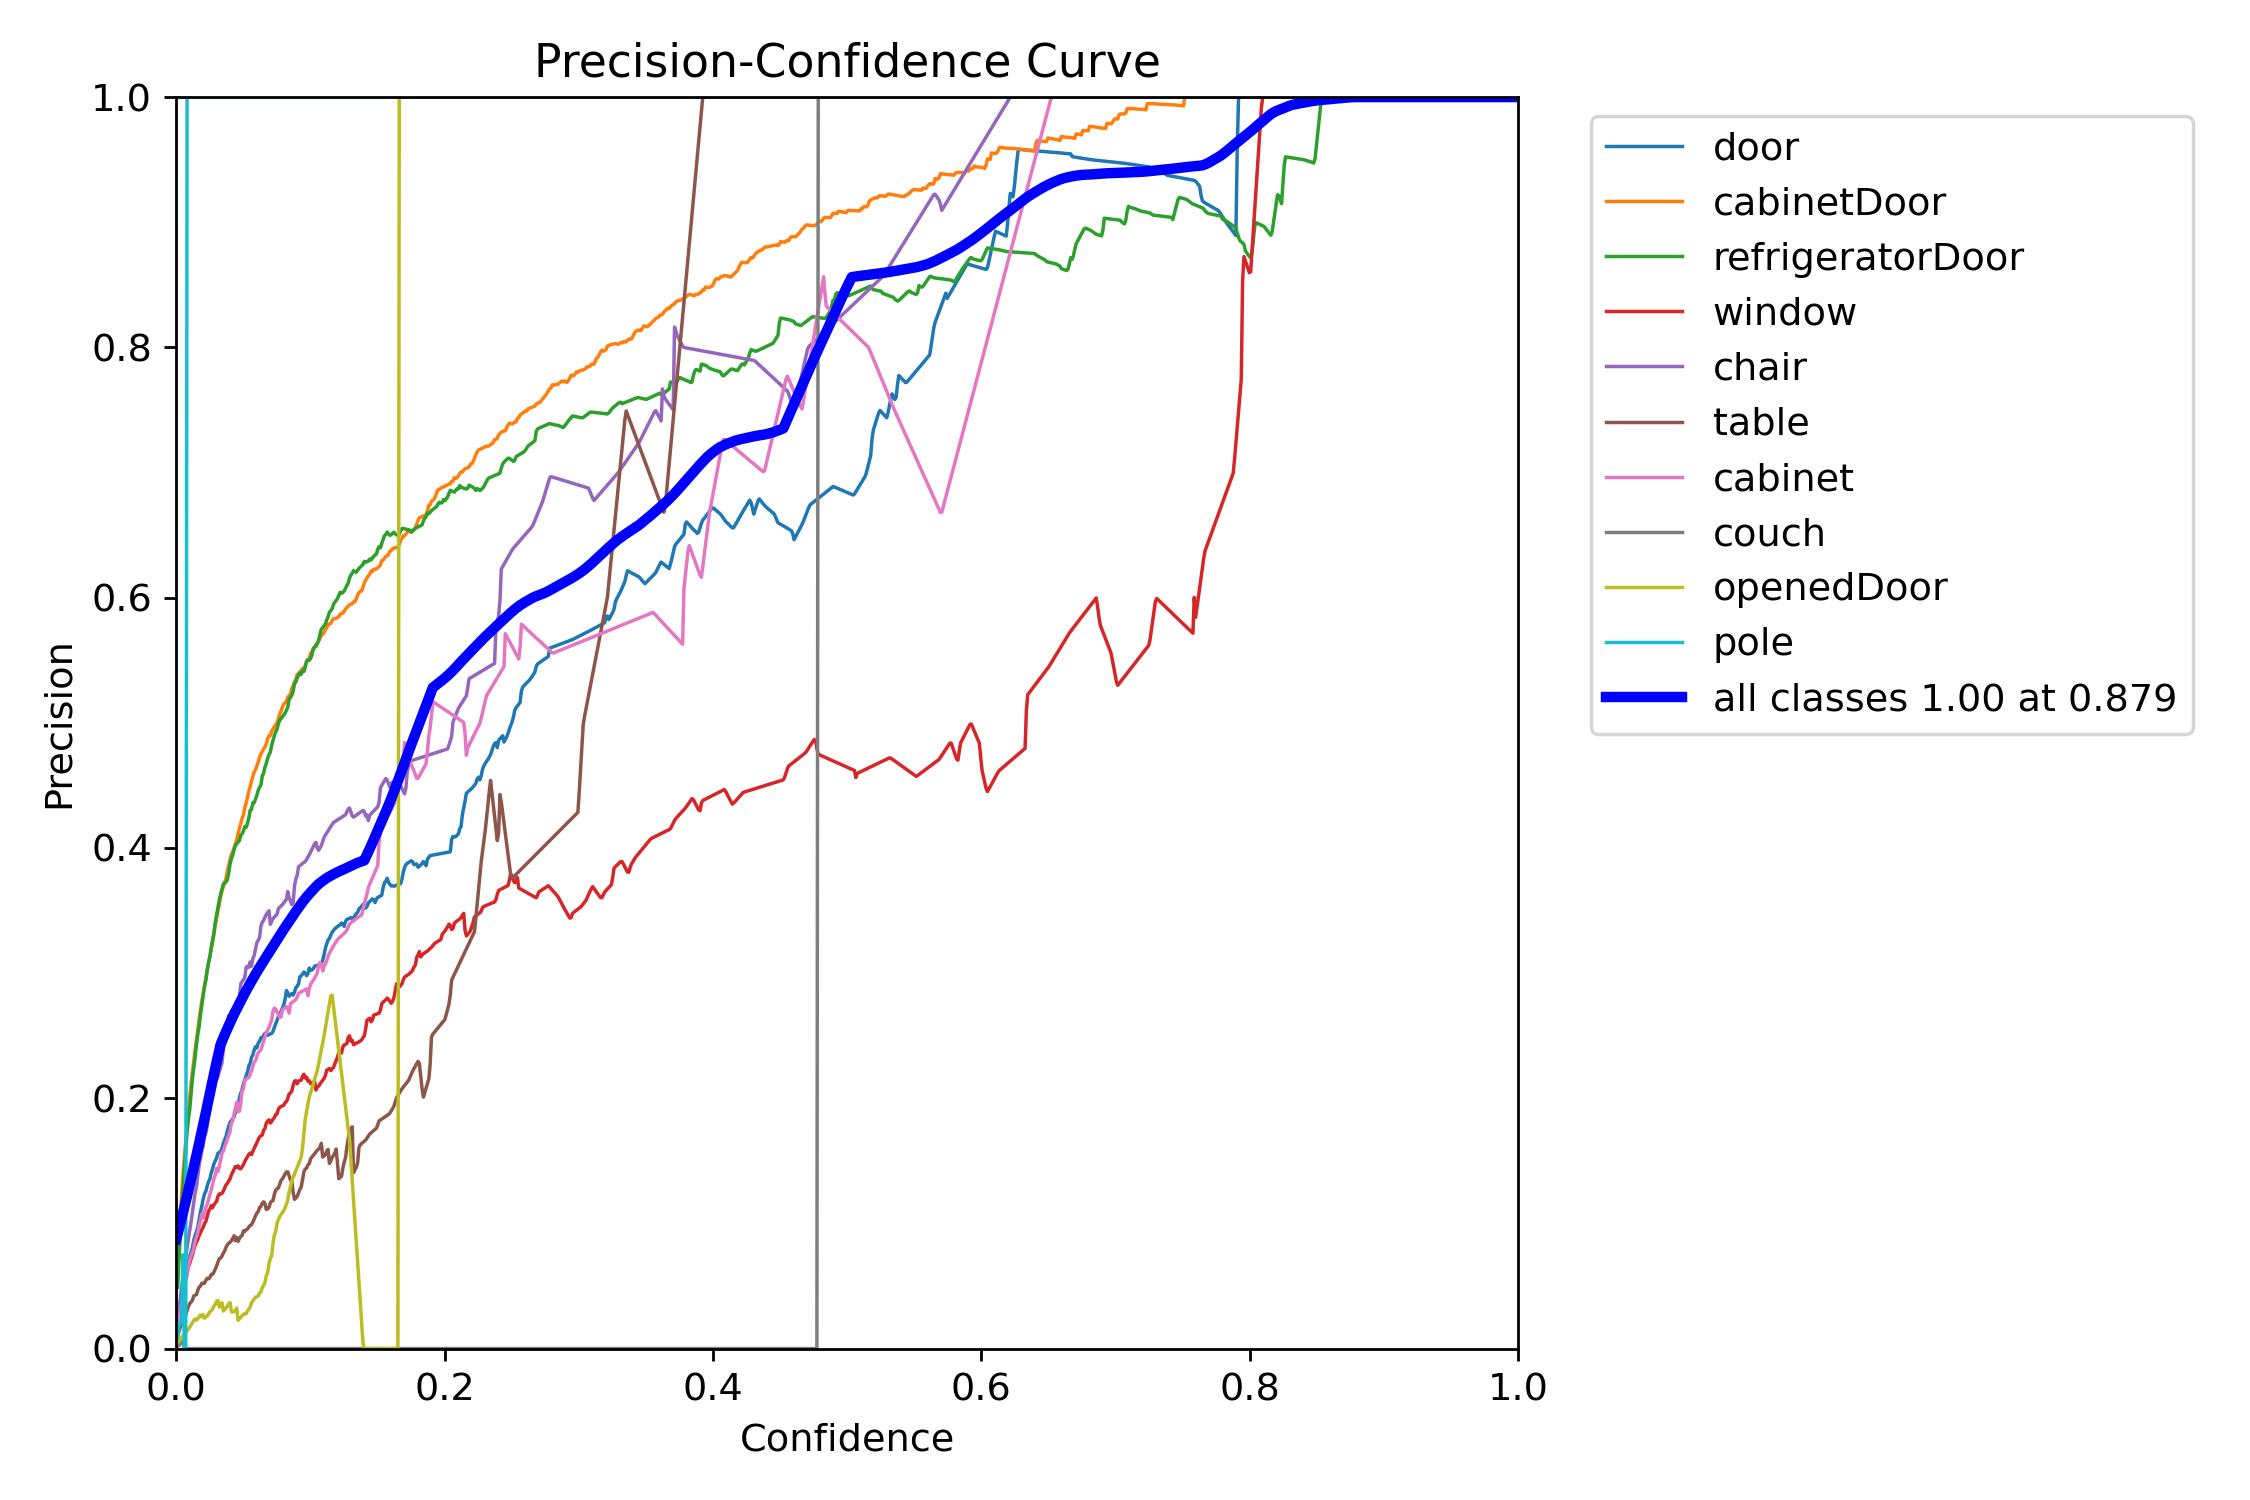 Precision-Confidence Curve
1.0
0.8
0.6
0.4
0.2
0.0
Precision
0.0 0.2 0.4 0.6 0.8 1.0
Confidence
door
cabinetDoor
refrigeratorDoor
window
chair
table
cabinet
couch
openedDoor
pole
all classes 1.00 at 0.879